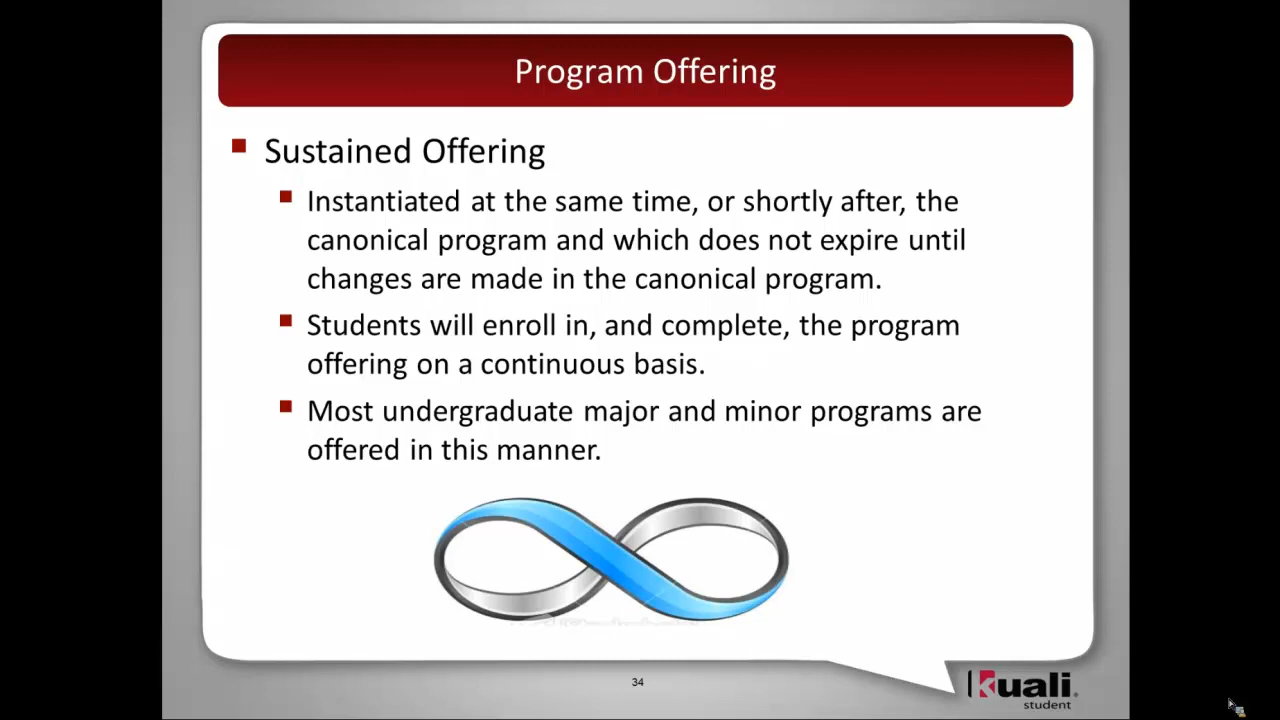 Program Offering
Sustained Offering
Instantiated at the same time, or shortly after, the
canonical program and which does not expire until
changes are made in the canonical program.
Students will enroll in, and complete, the program
offering on a continuous basis.
Most undergraduate major and minor programs are
offered in this manner.
34
Kuali
student